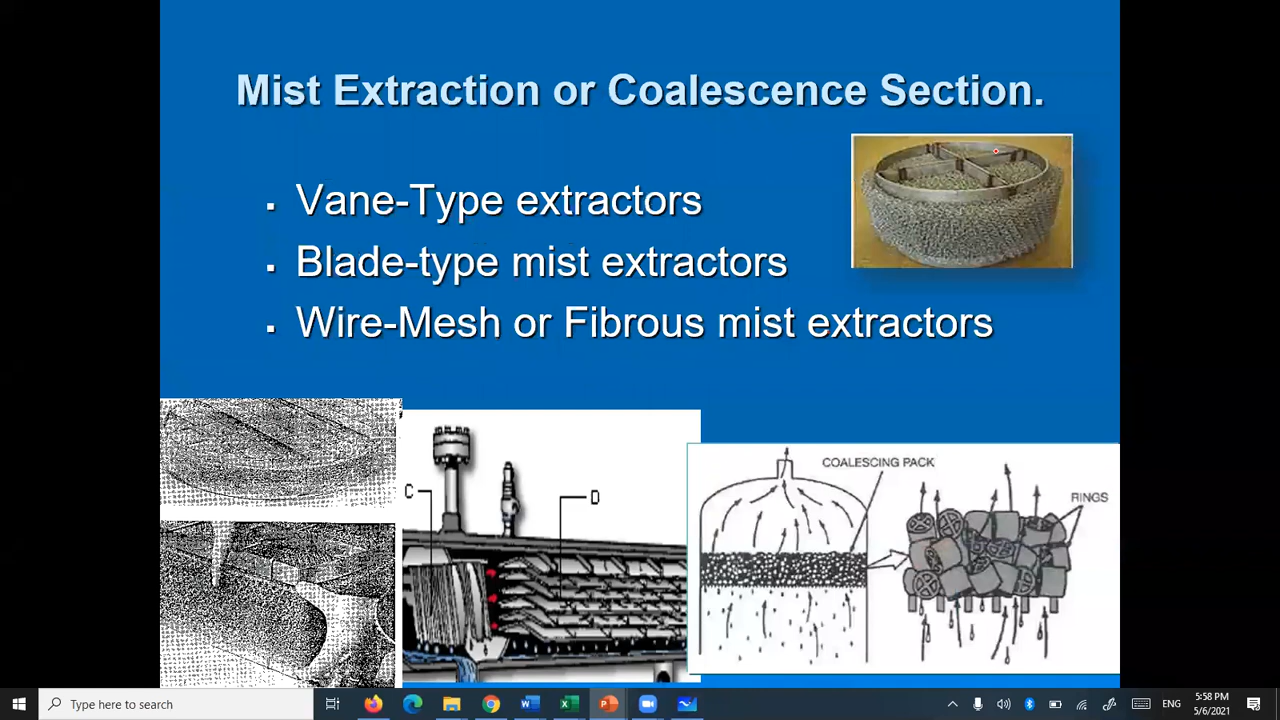 Mist Extraction or Coalescence Section.
▪ Vane-Type extractors
▪ Blade-type mist extractors
▪ Wire-Mesh or Fibrous mist extractors
C
D
COALESCING PACK
RINGS
Type here to search
ENG
5:58 PM
5/6/2021